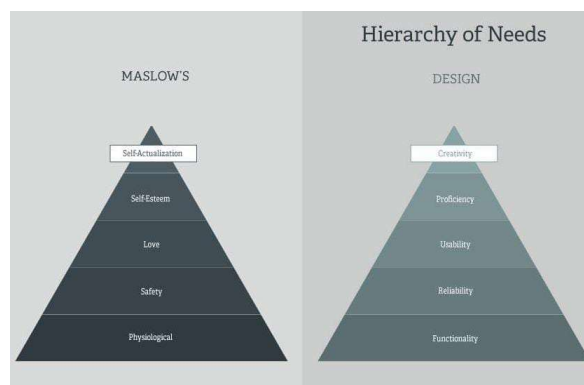 Hierarchy of Needs
MASLOW'S
Self-Actualization
Self-Esteem
Love
Safety
Physiological
DESIGN
Creativity
Proficiency
Usability
Reliability
Functionality